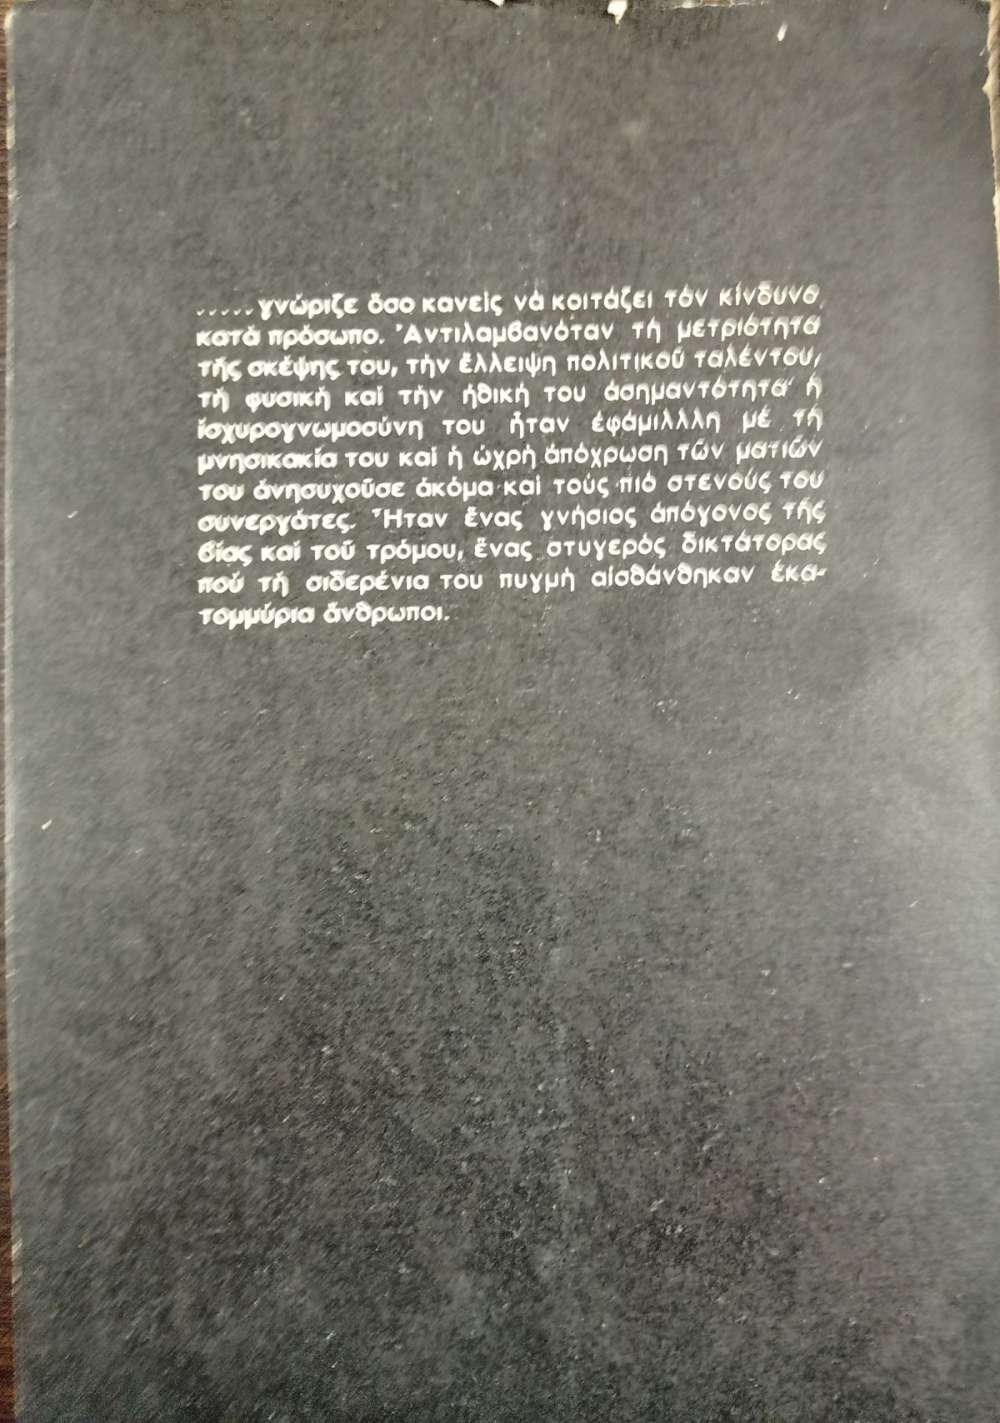 .....γνώριζε ὅσο κανείς νά κοιτάζει τόν κίνδυνο
κατά πρόσωπο. Ἀντιλαμβανόταν τή μετριότητα
τῆς σκέψης του, τήν ἔλλειψη πολιτικοῦ ταλέντου,
τή φυσική καί τήν ἠθική του ἀσημαντότητα· ἡ
ἰσχυρογνωμοσύνη του ἦταν ἐφάμιλλλη μέ τή
μνησικακία του καί ἡ ὠχρή ἀπόχρωση τῶν ματιῶν
του ἀνησυχοῦσε ἀκόμα καί τούς πιό στενούς του
συνεργάτες. Ἦταν ἕνας γνήσιος ἀπόγονος τῆς
βίας καί τοῦ τρόμου, ἕνας στυγερός δικτάτορας
πού τή σιδερένια του πυγμή αἰσθάνθηκαν ἑκα-
τομμύρια ἄνθρωποι.